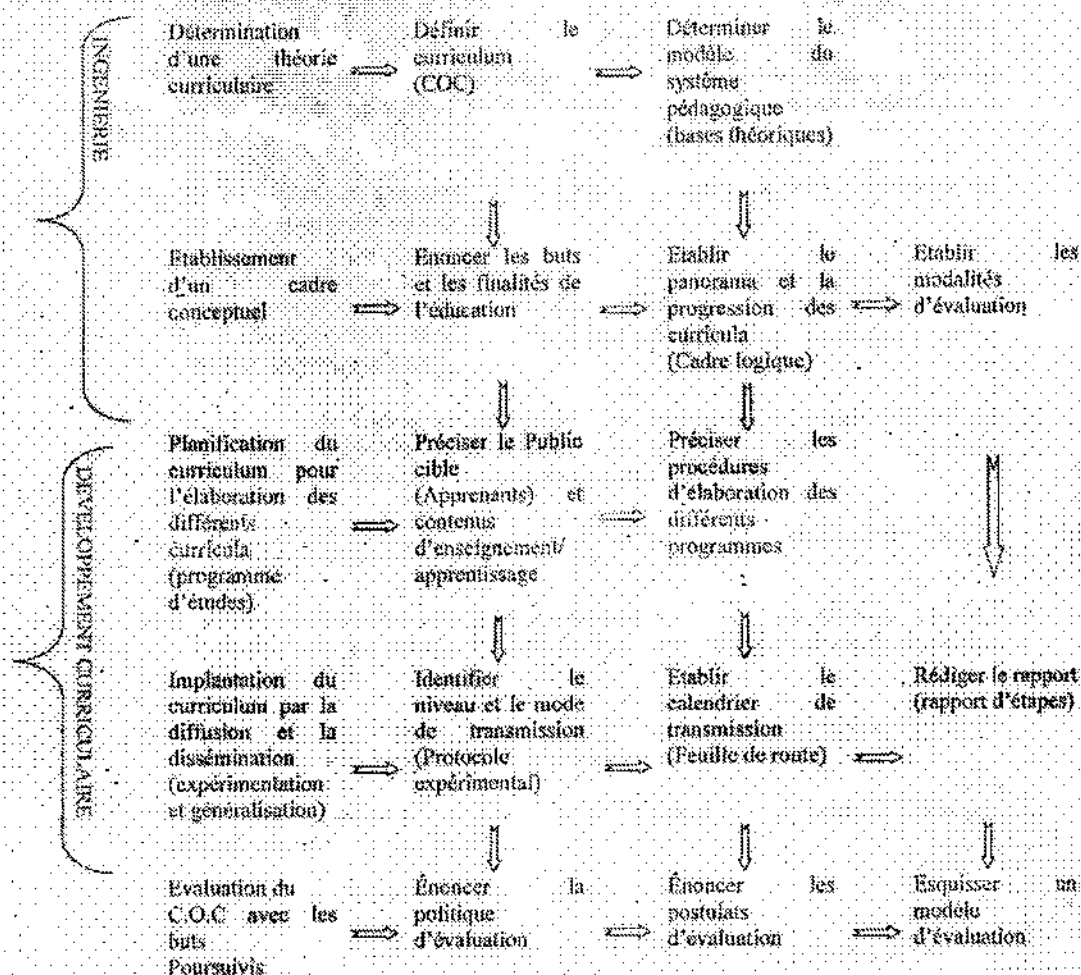 INGENIERIE
Détermination
d'une théorie
curriculaire
Définir le
curriculum
(COC)
Déterminer le
modèle du
système
pédagogique
(bases théoriques)
Etablissement
d'un cadre
conceptuel
Enoncer les buts
et les finalités de
l'éducation
Etablir le
panorama et la
progression des
curricula
(Cadre logique)
Etablir les
modalités
d'évaluation
DEVELOPPEMENT CURRICULAIRE
Planification du
curriculum pour
l'élaboration des
différents
curricula
(programme
d'études)
Préciser le Public
cible
(Apprenants) et
contenus
d'enseignement/
apprentissage
Préciser les
procédures
d'élaboration des
différents
programmes
Implantation du
curriculum par la
diffusion et la
dissémination
(expérimentation
et généralisation)
Identifier le
niveau et le mode
de transmission
(Protocole
expérimental)
Etablir le
calendrier de
transmission
(Feuille de route)
Rédiger le rapport
(rapport d'étapes)
Evaluation du
C.O.C avec les
buts
Poursuivis
Énoncer la
politique
d'évaluation
Énoncer les
postulats
d'évaluation
Esquisser un
modèle
d'évaluation